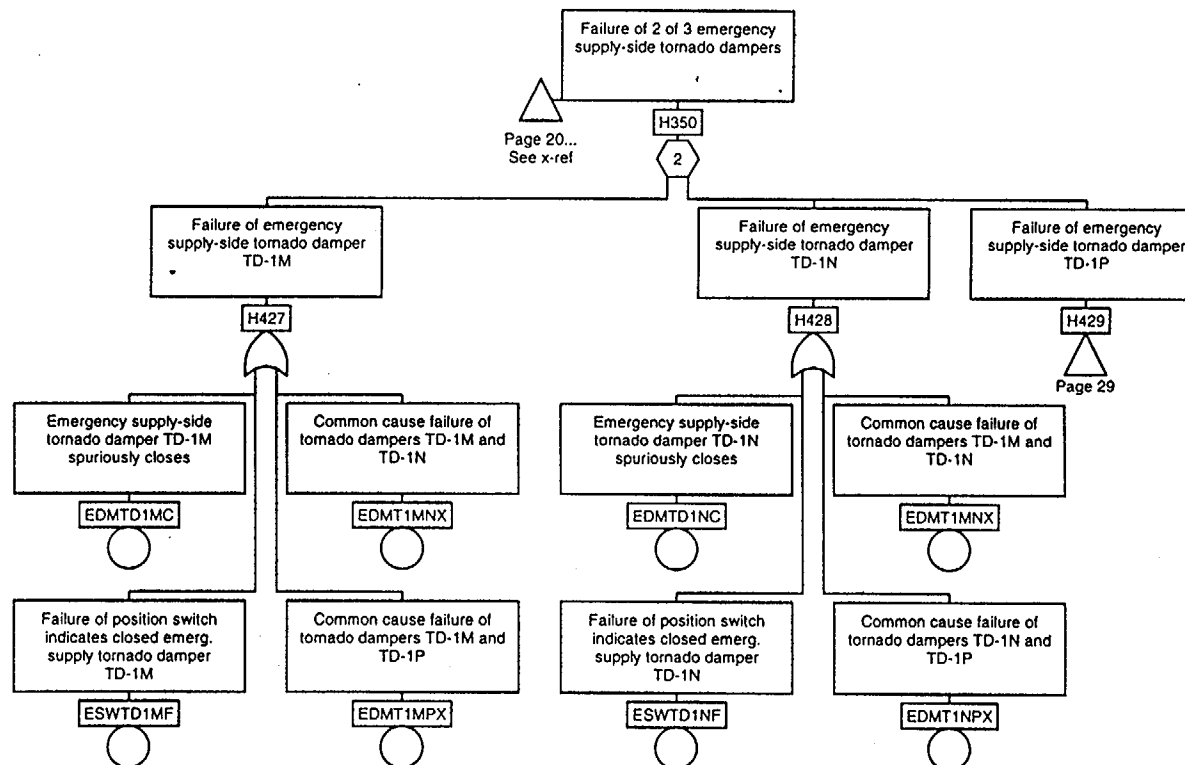 Failure of 2 of 3 emergency
supply-side tornado dampers
Page 20...
See x-ref
H350
2
Failure of emergency
supply-side tornado damper
TD-1M
H427
Failure of emergency
supply-side tornado damper
TD-1N
H428
Failure of emergency
supply-side tornado damper
TD-1P
H429
Page 29
Emergency supply-side
tornado damper TD-1M
spuriously closes
EDMTD1MC
Common cause failure of
tornado dampers TD-1M and
TD-1N
EDMT1MNX
Emergency supply-side
tornado damper TD-1N
spuriously closes
EDMTD1NC
Common cause failure of
tornado dampers TD-1M and
TD-1N
EDMT1MNX
Failure of position switch
indicates closed emerg.
supply tornado damper
TD-1M
ESWTD1MF
Common cause failure of
tornado dampers TD-1M and
TD-1P
EDMT1MPX
Failure of position switch
indicates closed emerg.
supply tornado damper
TD-1N
ESWTD1NF
Common cause failure of
tornado dampers TD-1N and
TD-1P
EDMT1NPX